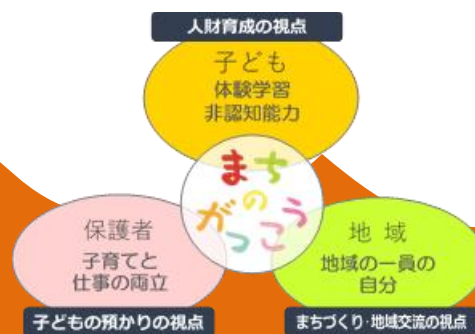 人財育成の視点
子ども
体験学習
非認知能力
まち
の
がっこう
保護者
子育てと
仕事の両立
子どもの預かりの視点
地域
地域の一員の
自分
まちづくり・地域交流の視点